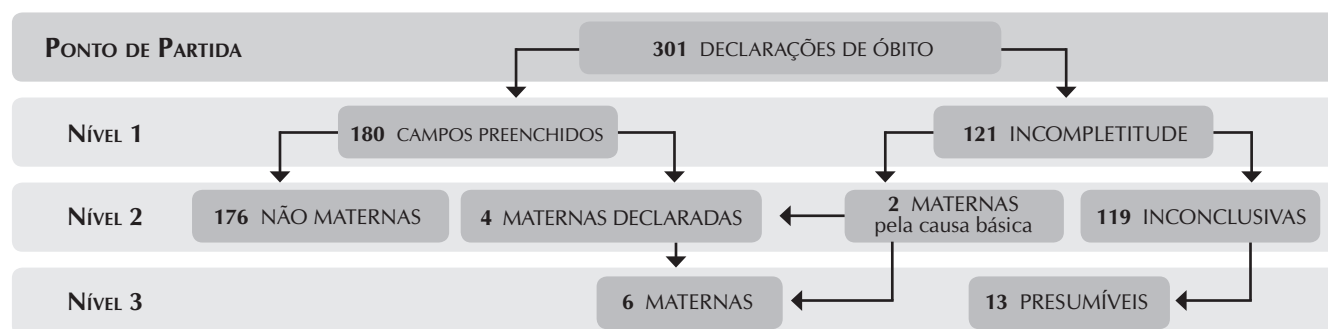 Ponto de Partida
301 DECLARAÇÕES DE ÓBITO
Nível 1
180 CAMPOS PREENCHIDOS
121 INCOMPLETITUDE
Nível 2
176 NÃO MATERNAS
4 MATERNAS DECLARADAS
2 MATERNAS
pela causa básica
119 INCONCLUSIVAS
Nível 3
6 MATERNAS
13 PRESUMÍVEIS